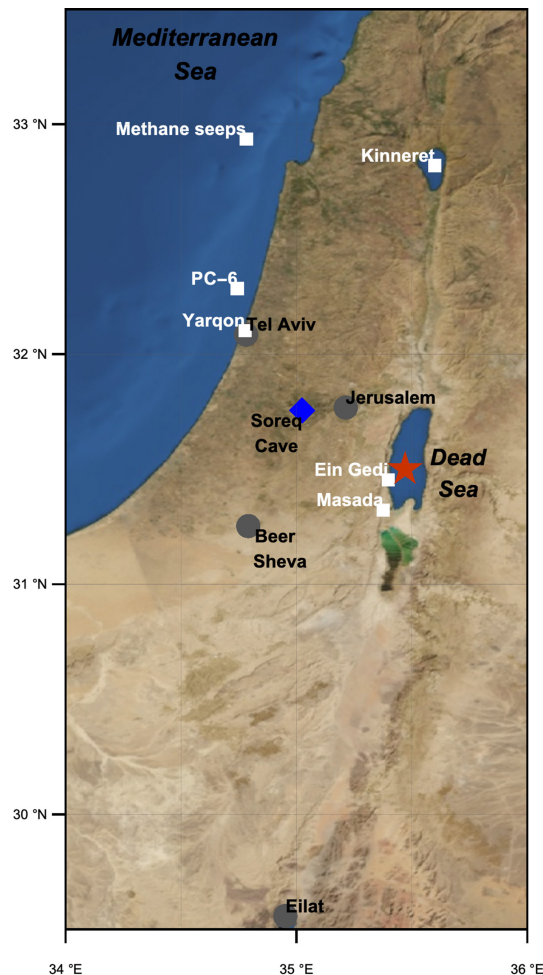 Mediterranean
Sea
33 °N
Methane seeps
Kinneret
PC−6
Yarqon
Tel Aviv
32 °N
Jerusalem
Soreq
Cave
Dead
Sea
Ein Gedi
Masada
Beer
Sheva
31 °N
30 °N
Eilat
34 °E
35 °E
36 °E